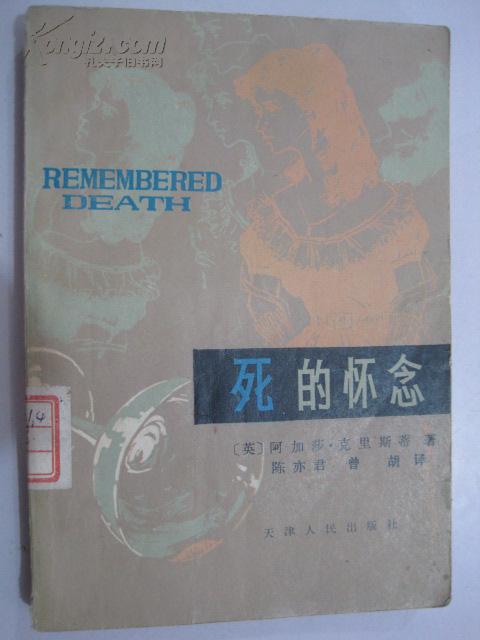 Kongfz.com
孔夫子旧书网
REMEMBERED
DEATH
死的怀念
〔英〕阿加莎·克里斯蒂 著
陈亦君 曾胡 译
天津人民出版社